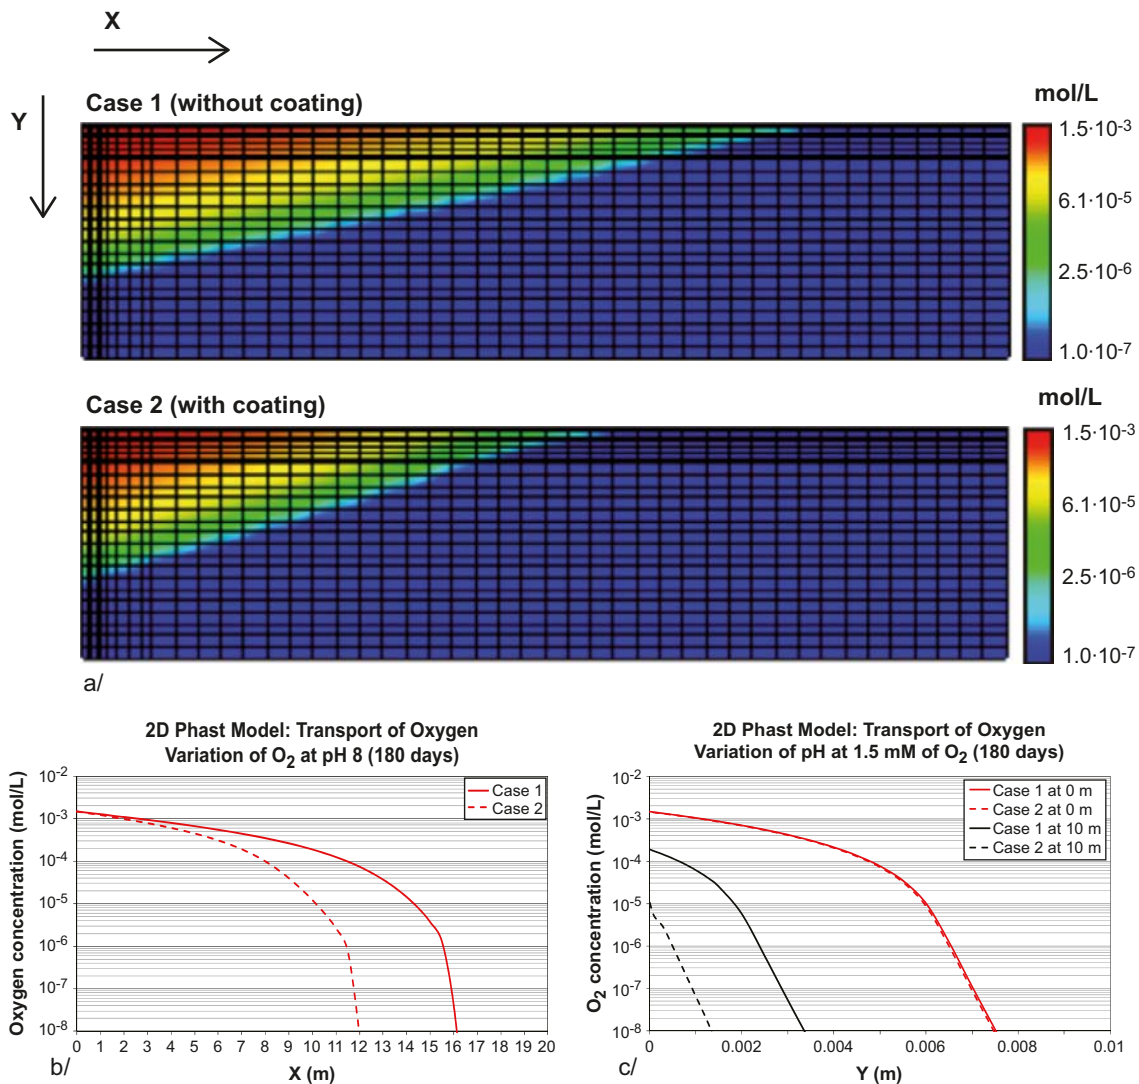 X
Y
Case 1 (without coating)
mol/L
1.5·10-3
6.1·10-5
2.5·10-6
1.0·10-7
Case 2 (with coating)
mol/L
1.5·10-3
6.1·10-5
2.5·10-6
1.0·10-7
a/
2D Phast Model: Transport of Oxygen
Variation of O2 at pH 8 (180 days)
Oxygen concentration (mol/L)
10-2
10-3
10-4
10-5
10-6
10-7
10-8
Case 1
Case 2
0 1 2 3 4 5 6 7 8 9 10 11 12 13 14 15 16 17 18 19 20
X (m)
b/
2D Phast Model: Transport of Oxygen
Variation of pH at 1.5 mM of O2 (180 days)
O2 concentration (mol/L)
10-2
10-3
10-4
10-5
10-6
10-7
10-8
Case 1 at 0 m
Case 2 at 0 m
Case 1 at 10 m
Case 2 at 10 m
0 0.002 0.004 0.006 0.008 0.01
Y (m)
c/